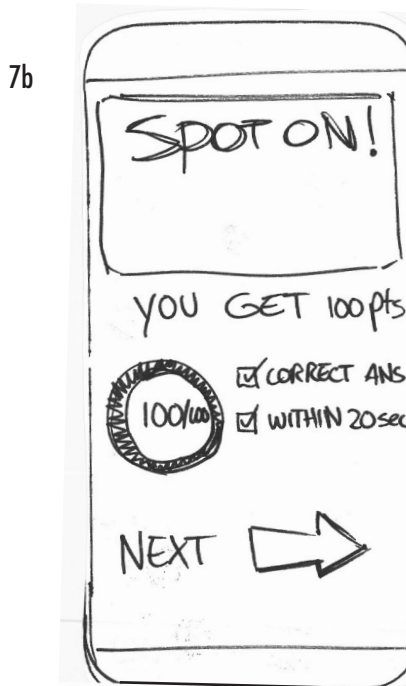 7b
SPOT ON!
YOU GET 100 pts
100/100
☑ CORRECT ANS
☑ WITHIN 20 sec
NEXT